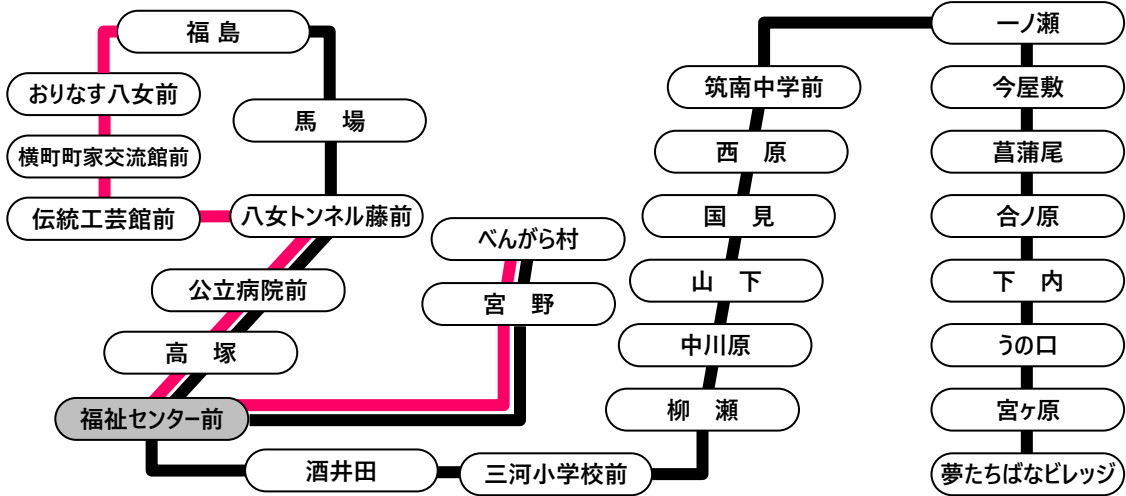 福 島
おりなす八女前
横町町家交流館前
伝統工芸館前
馬　場
八女トンネル藤前
公立病院前
高　塚
福祉センター前
べんがら村
宮　野
酒井田
三河小学校前
柳　瀬
中川原
山　下
国　見
西　原
筑南中学前
一ノ瀬
今屋敷
菖蒲尾
合ノ原
下　内
うの口
宮ヶ原
夢たちばなビレッジ